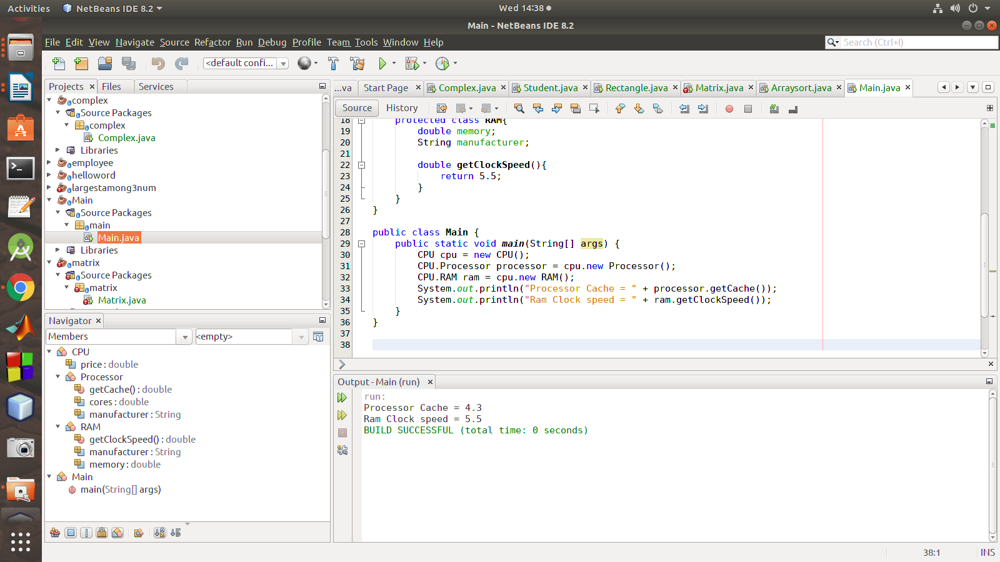 Activities NetBeans IDE 8.2 Wed 14:38
Main - NetBeans IDE 8.2
File Edit View Navigate Source Refactor Run Debug Profile Team Tools Window Help Search (Ctrl+I)
<default confi...
Projects Files Services
complex
Source Packages
complex
Complex.java
Libraries
employee
helloword
largestamong3num
Main
Source Packages
main
Main.java
Libraries
matrix
Source Packages
matrix
Matrix.java
Navigator
Members <empty>
CPU
price : double
Processor
getCache() : double
cores : double
manufacturer : String
RAM
getClockSpeed() : double
manufacturer : String
memory : double
Main
main(String[] args)
...va Start Page Complex.java Student.java Rectangle.java Matrix.java Arraysort.java Main.java
Source History
18 protected class RAM{
19 double memory;
20 String manufacturer;
21
22 double getClockSpeed(){
23 return 5.5;
24 }
25 }
26 }
27
28 public class Main {
29 public static void main(String[] args) {
30 CPU cpu = new CPU();
31 CPU.Processor processor = cpu.new Processor();
32 CPU.RAM ram = cpu.new RAM();
33 System.out.println("Processor Cache = " + processor.getCache());
34 System.out.println("Ram Clock speed = " + ram.getClockSpeed());
35 }
36 }
37
38
Output - Main (run)
run:
Processor Cache = 4.3
Ram Clock speed = 5.5
BUILD SUCCESSFUL (total time: 0 seconds)
38:1 INS